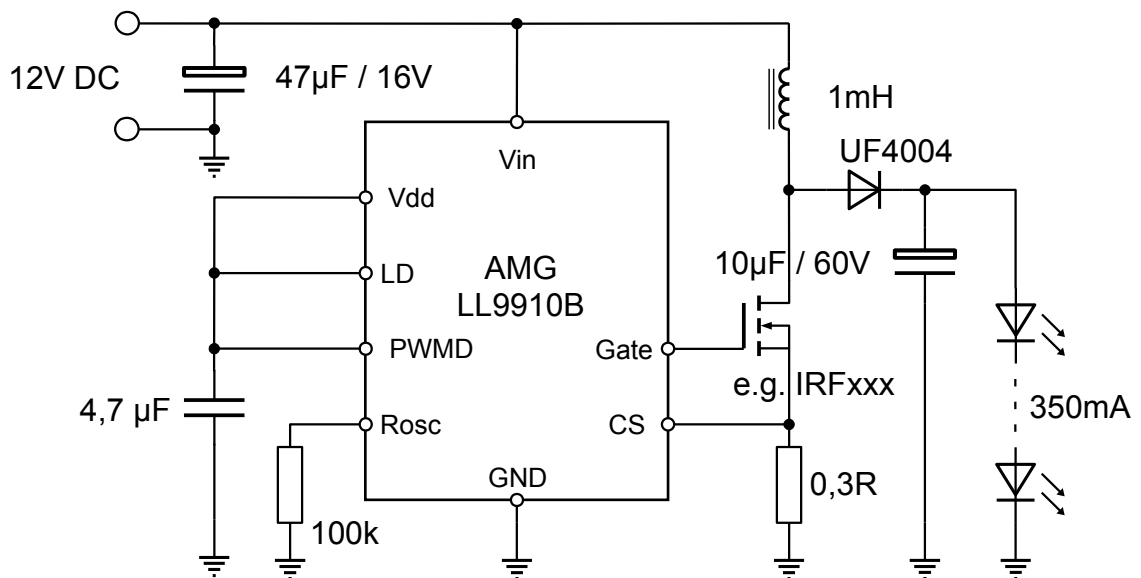 12V DC
47µF / 16V
1mH
Vin
UF4004
Vdd
LD
AMG
LL9910B
10µF / 60V
PWMD
Gate
e.g. IRFxxx
4,7 µF
350mA
Rosc
CS
GND
0,3R
100k